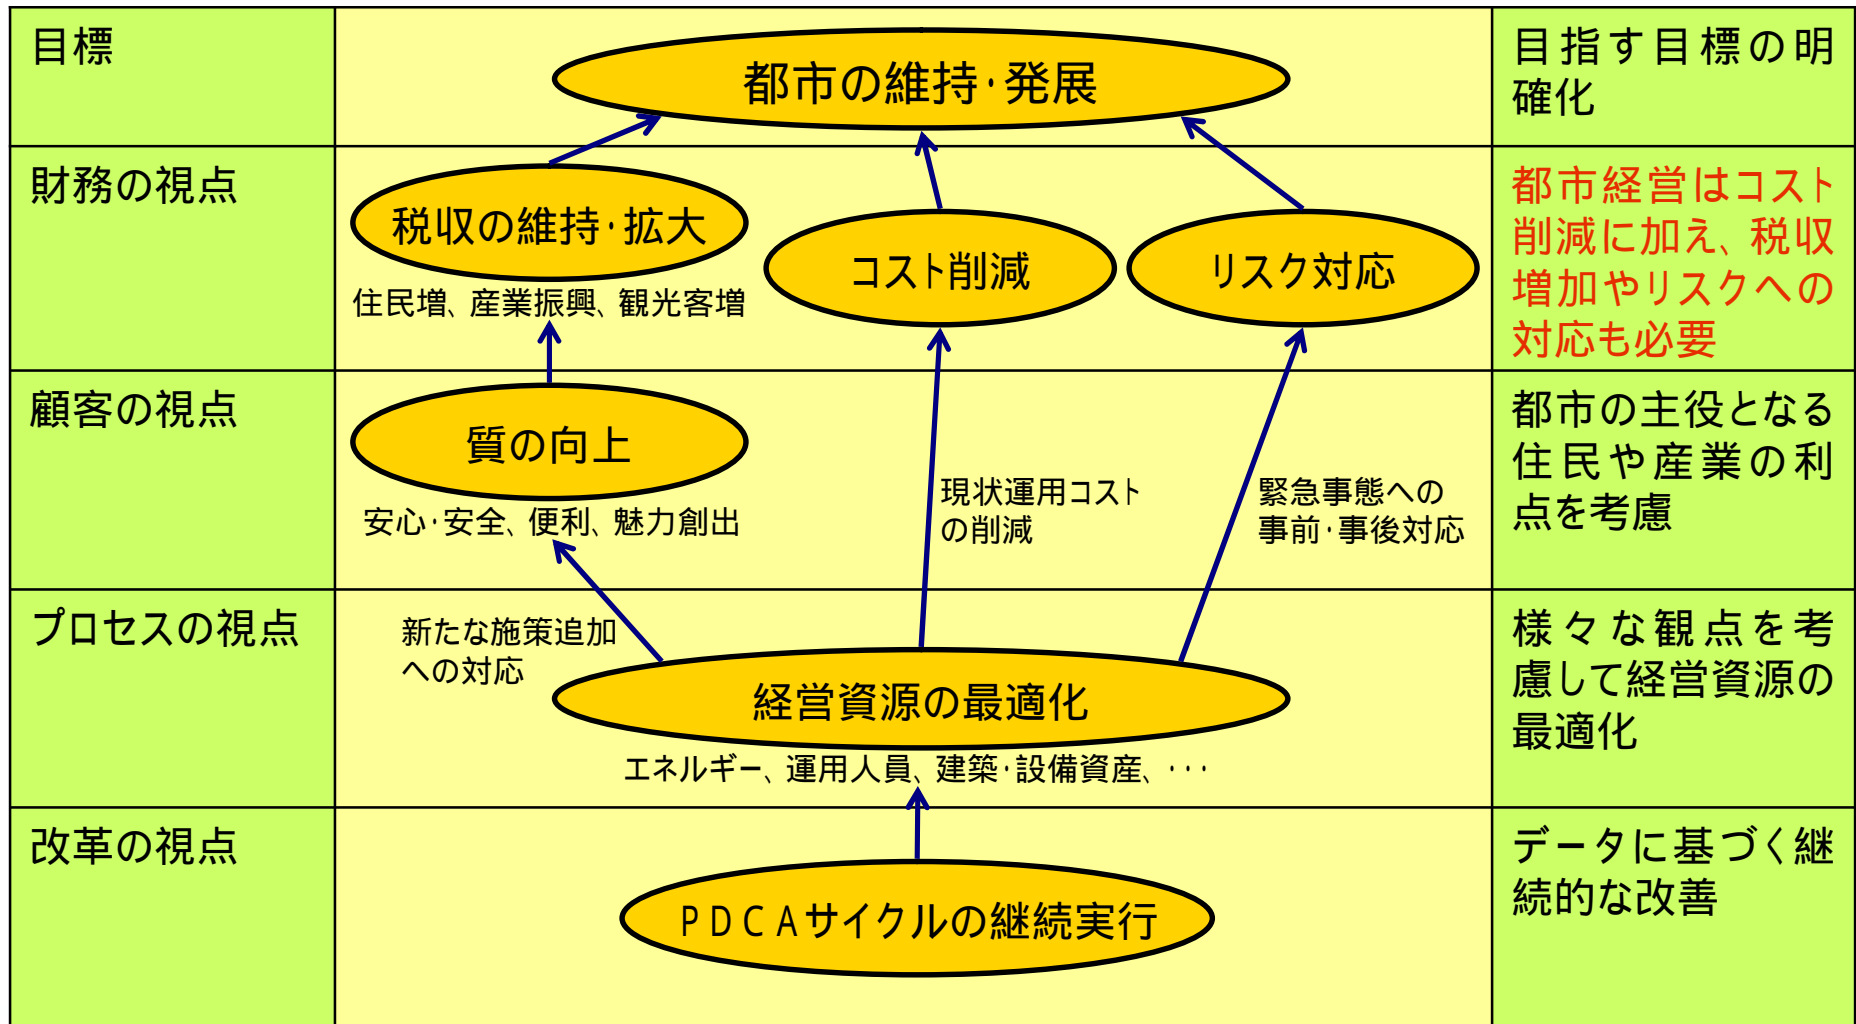 目標
都市の維持・発展
目指す目標の明
確化
財務の視点
税収の維持・拡大
住民増、産業振興、観光客増
コスト削減
リスク対応
都市経営はコスト
削減に加え、税収
増加やリスクへの
対応も必要
顧客の視点
質の向上
安心・安全、便利、魅力創出
現状運用コスト
の削減
緊急事態への
事前・事後対応
都市の主役となる
住民や産業の利
点を考慮
プロセスの視点
新たな施策追加
への対応
経営資源の最適化
エネルギー、運用人員、建築・設備資産、・・・
様々な観点を考
慮して経営資源の
最適化
改革の視点
PDCAサイクルの継続実行
データに基づく継
続的な改善